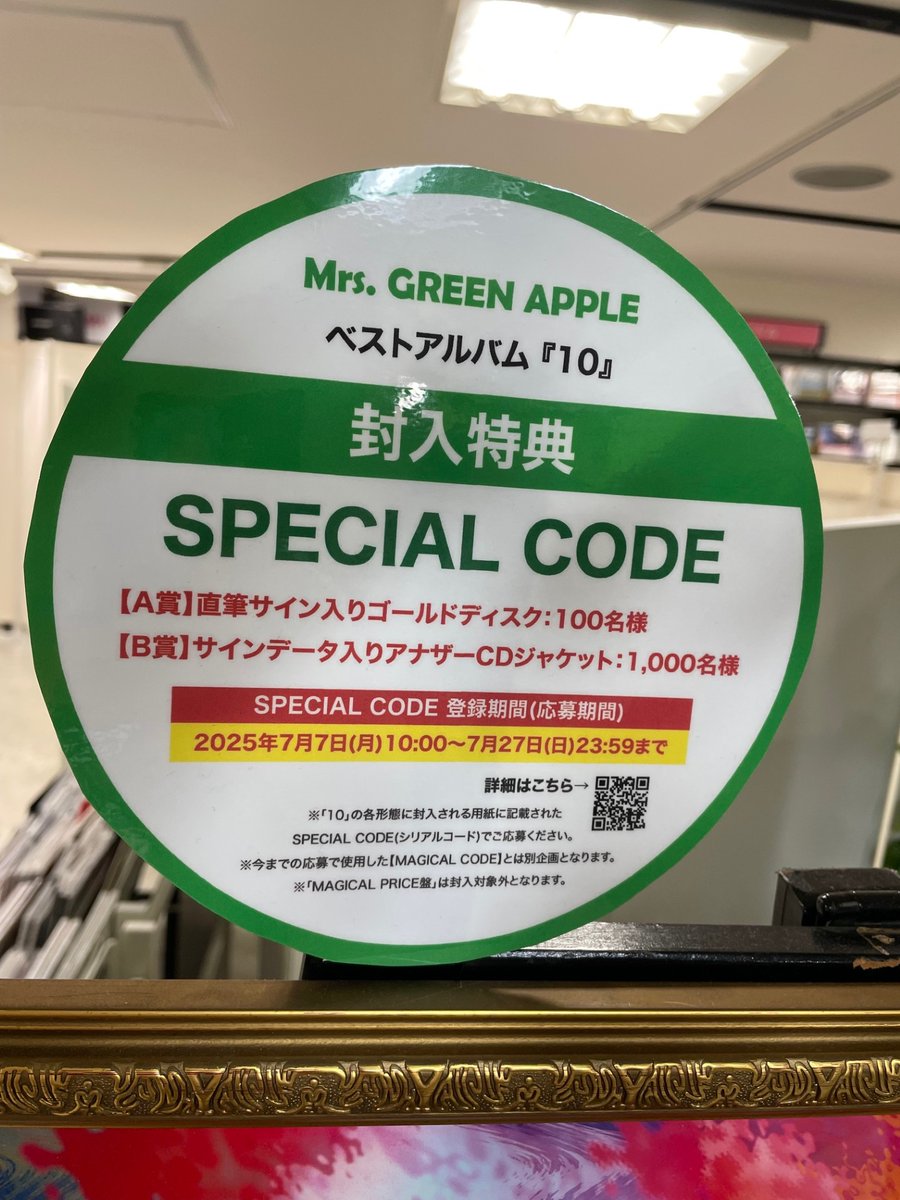 Mrs. GREEN APPLE
ベストアルバム『10』
封入特典
SPECIAL CODE
【A賞】直筆サイン入りゴールドディスク：100名様
【B賞】サインデータ入りアナザーCDジャケット：1,000名様
SPECIAL CODE 登録期間(応募期間)
2025年7月7日(月)10:00〜7月27日(日)23:59まで
詳細はこちら→
※「10」の各形態に封入される用紙に記載された
SPECIAL CODE(シリアルコード)でご応募ください。
※今までの応募で使用した【MAGICAL CODE】とは別企画となります。
※「MAGICAL PRICE盤」は封入対象外となります。